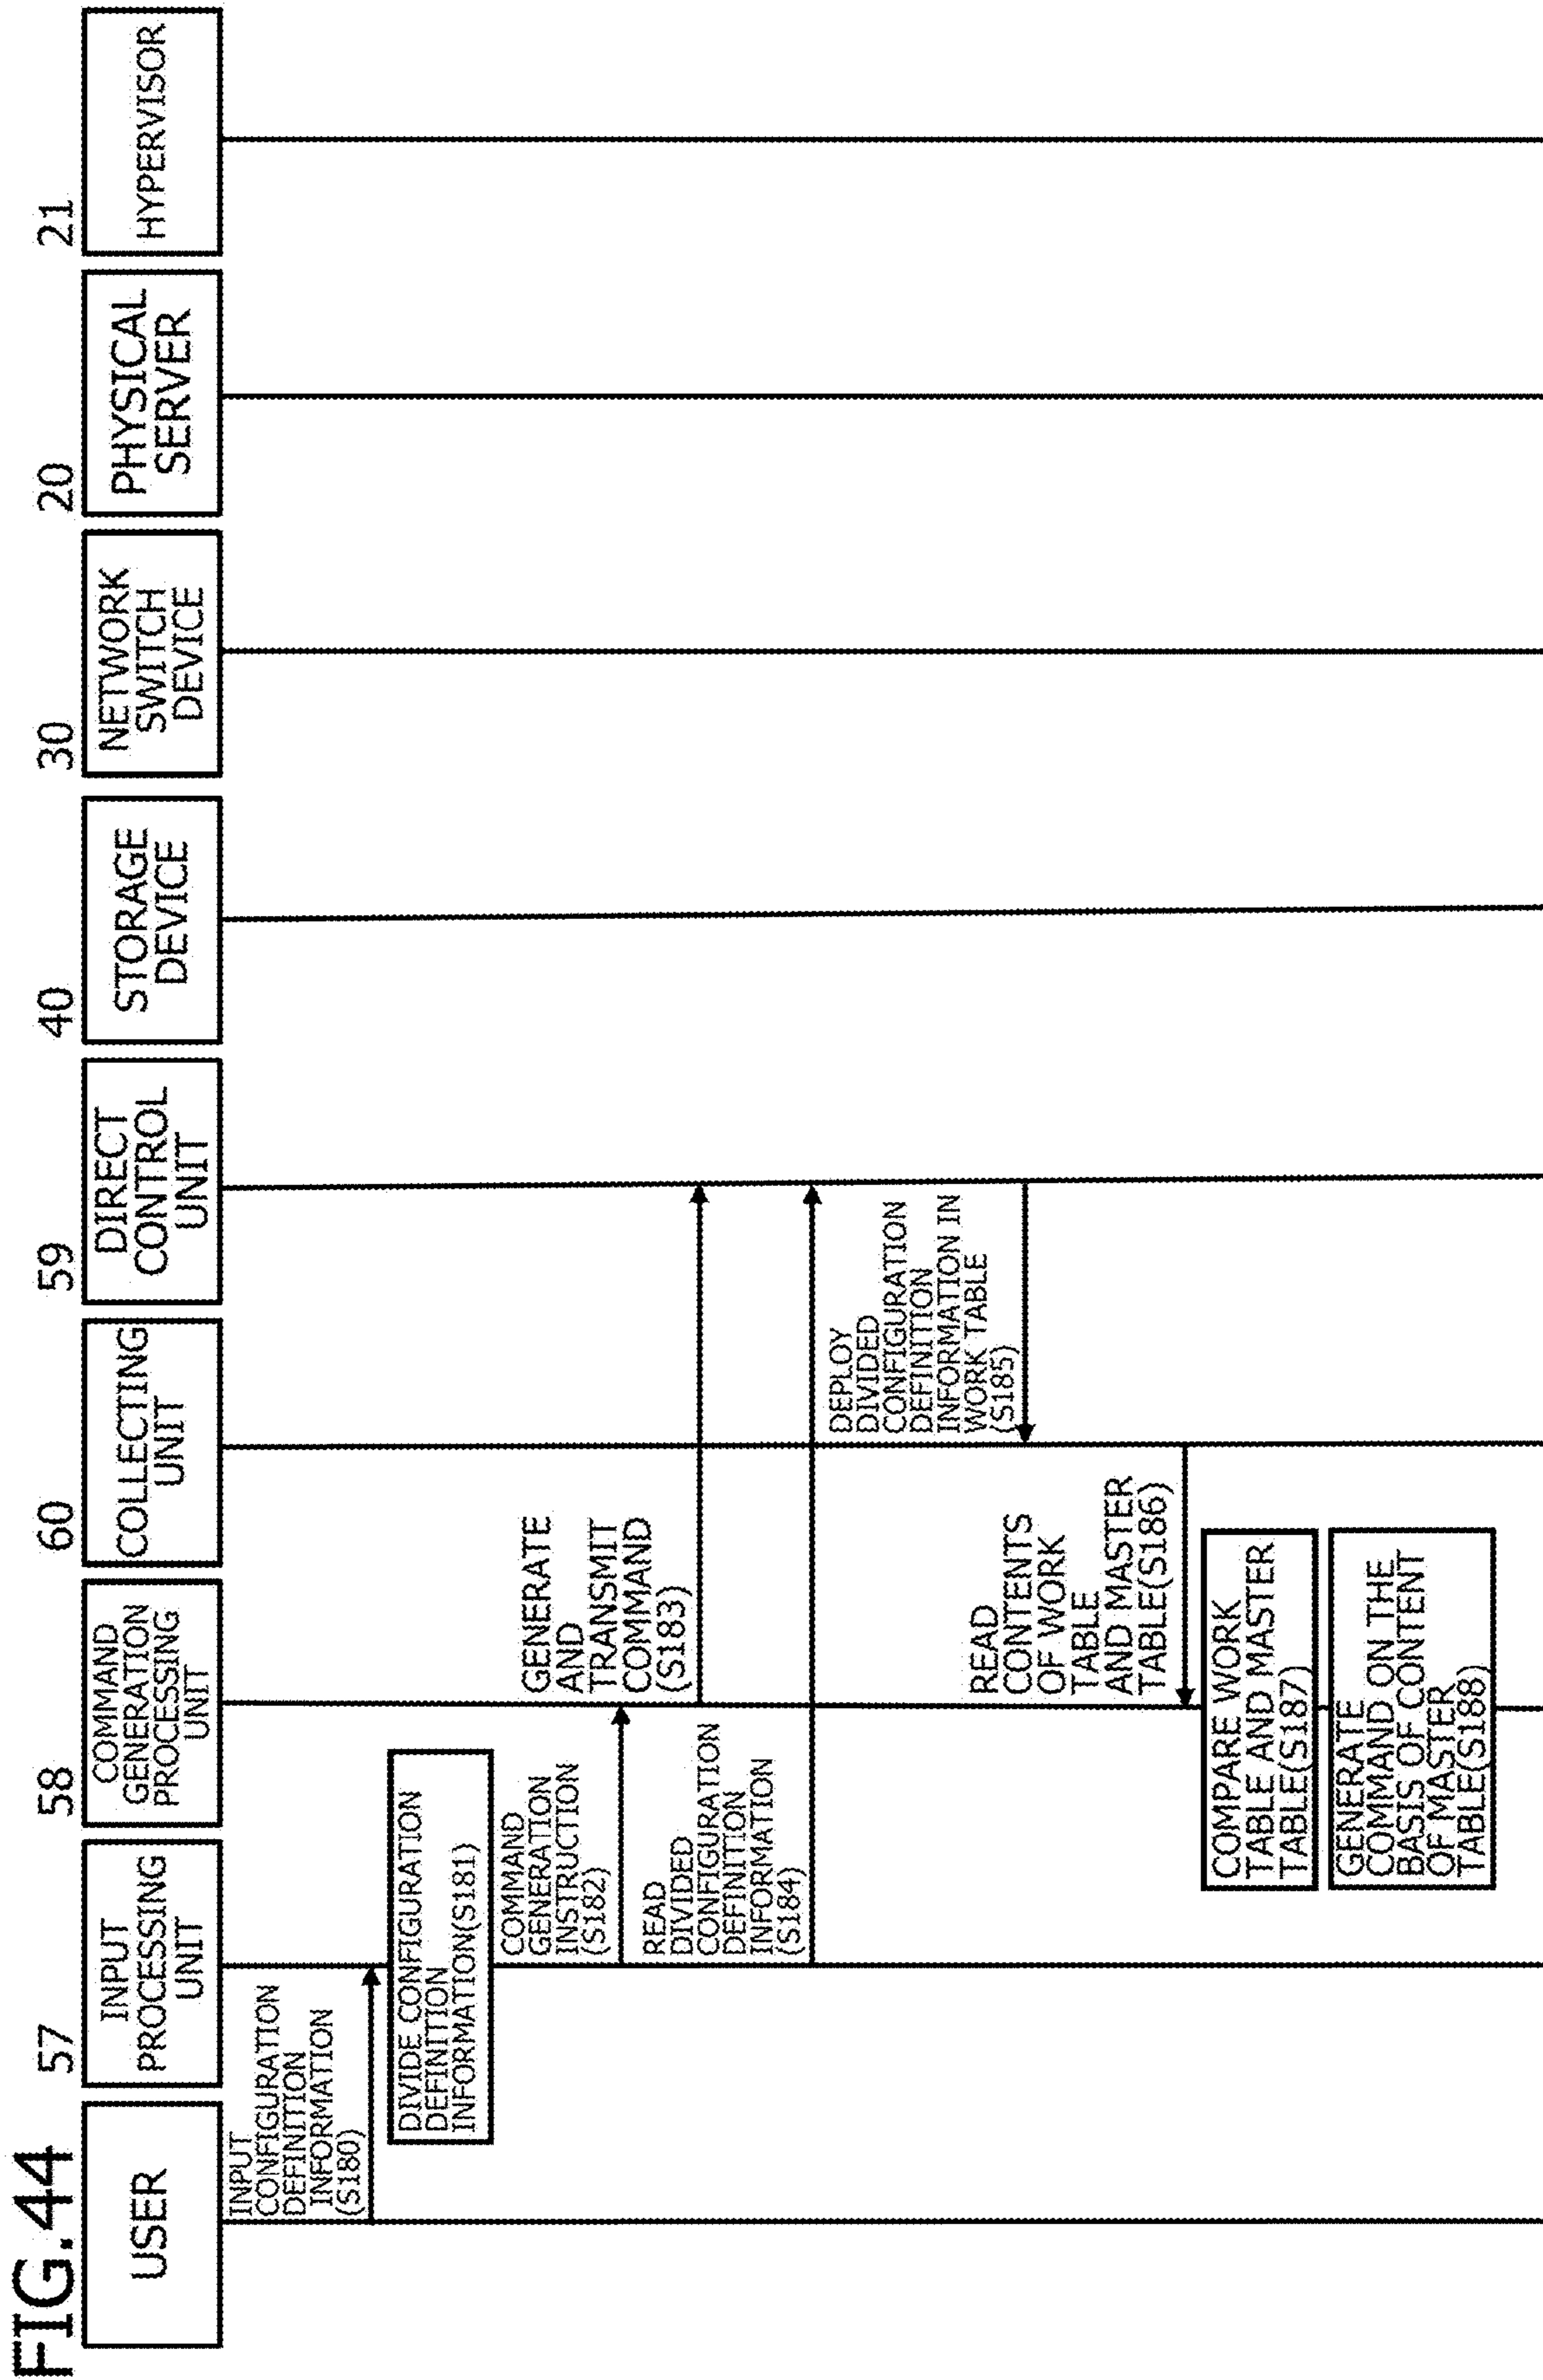 FIG.44
USER
57
INPUT
PROCESSING
UNIT
58
COMMAND
GENERATION
PROCESSING
UNIT
60
COLLECTING
UNIT
59
DIRECT
CONTROL
UNIT
40
STORAGE
DEVICE
30
NETWORK
SWITCH
DEVICE
20
PHYSICAL
SERVER
21
HYPERVISOR
INPUT
CONFIGURATION
DEFINITION
INFORMATION
(S180)
DIVIDE CONFIGURATION
DEFINITION
INFORMATION(S181)
COMMAND
GENERATION
INSTRUCTION
(S182)
GENERATE
AND
TRANSMIT
COMMAND
(S183)
READ
DIVIDED
CONFIGURATION
DEFINITION
INFORMATION
(S184)
DEPLOY
DIVIDED
CONFIGURATION
DEFINITION
INFORMATION IN
WORK TABLE
(S185)
READ
CONTENTS
OF WORK
TABLE
AND MASTER
TABLE(S186)
COMPARE WORK
TABLE AND MASTER
TABLE(S187)
GENERATE
COMMAND ON THE
BASIS OF CONTENT
OF MASTER
TABLE(S188)